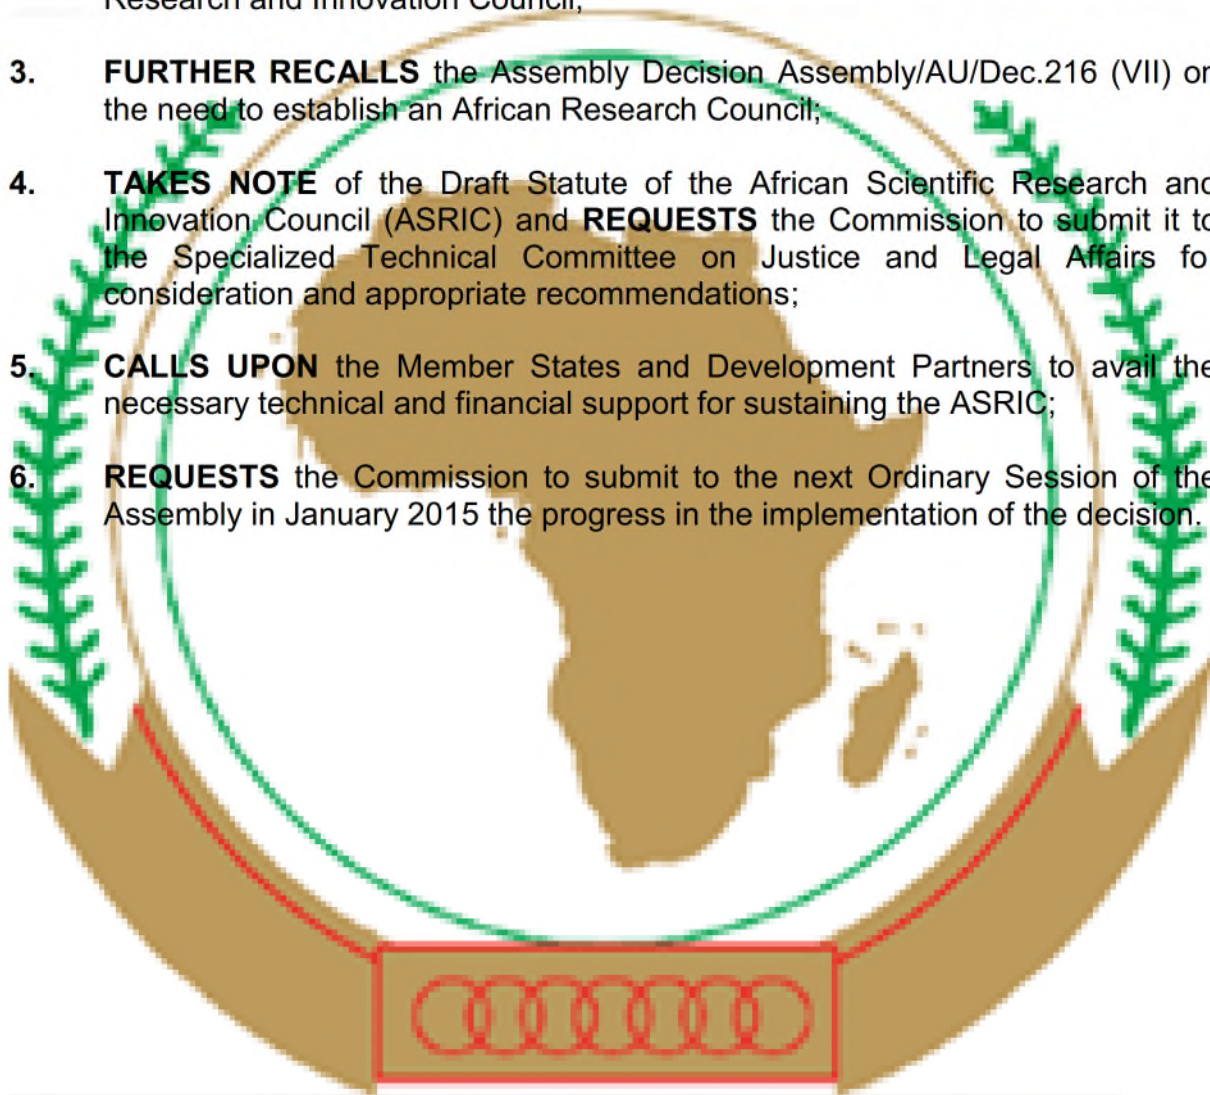 Research and Innovation Council;
3. FURTHER RECALLS the Assembly Decision Assembly/AU/Dec.216 (VII) on
the need to establish an African Research Council;
4. TAKES NOTE of the Draft Statute of the African Scientific Research and
Innovation Council (ASRIC) and REQUESTS the Commission to submit it to
the Specialized Technical Committee on Justice and Legal Affairs for
consideration and appropriate recommendations;
5. CALLS UPON the Member States and Development Partners to avail the
necessary technical and financial support for sustaining the ASRIC;
6. REQUESTS the Commission to submit to the next Ordinary Session of the
Assembly in January 2015 the progress in the implementation of the decision.